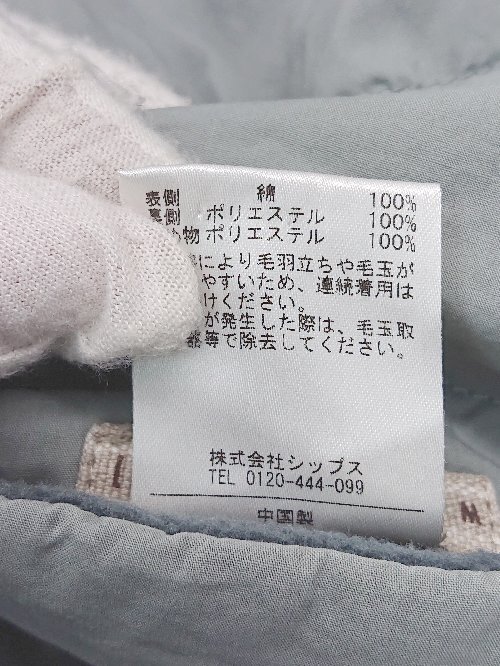 表側 綿 100%
裏側 ポリエステル 100%
物 ポリエステル 100%
により毛羽立ちや毛玉が
やすいため、連続着用は
けください。
が発生した際は、毛玉取
器等で除去してください。
株式会社シップス
TEL 0120-444-099
中国製
M